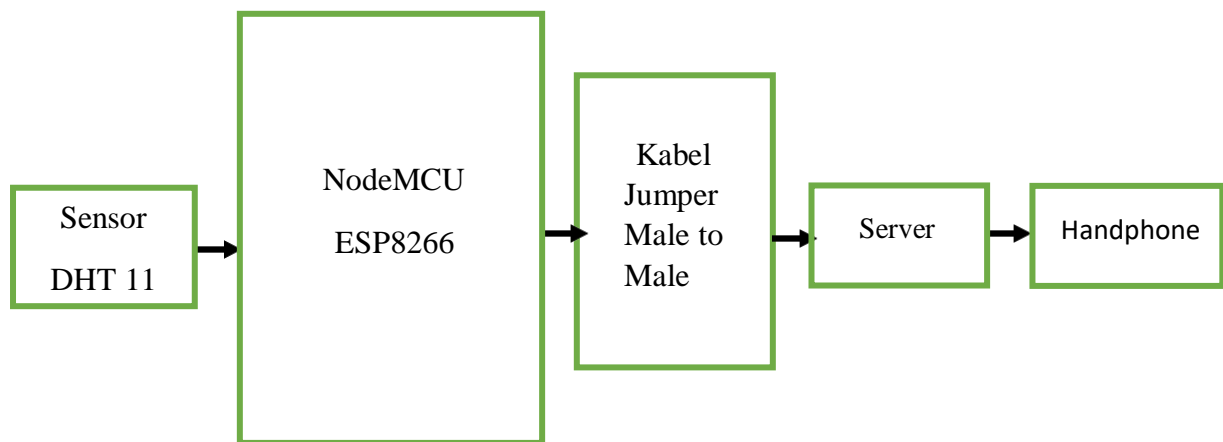 Sensor
DHT 11
NodeMCU
ESP8266
Kabel
Jumper
Male to
Male
Server
Handphone